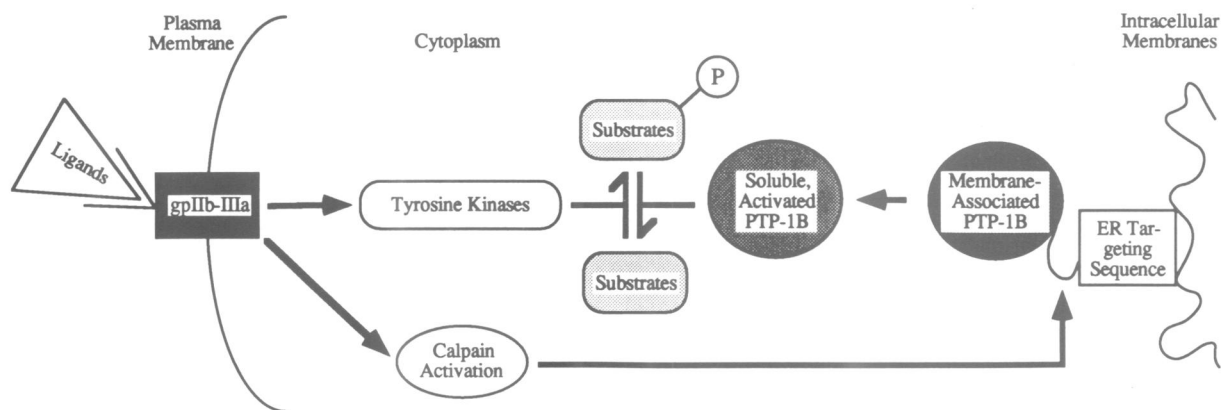 Plasma
Membrane
Cytoplasm
Intracellular
Membranes
P
Substrates
Ligands
gpIIb-IIIa
Tyrosine Kinases
Soluble,
Activated
PTP-1B
Membrane-
Associated
PTP-1B
ER Tar-
geting
Sequence
Substrates
Calpain
Activation